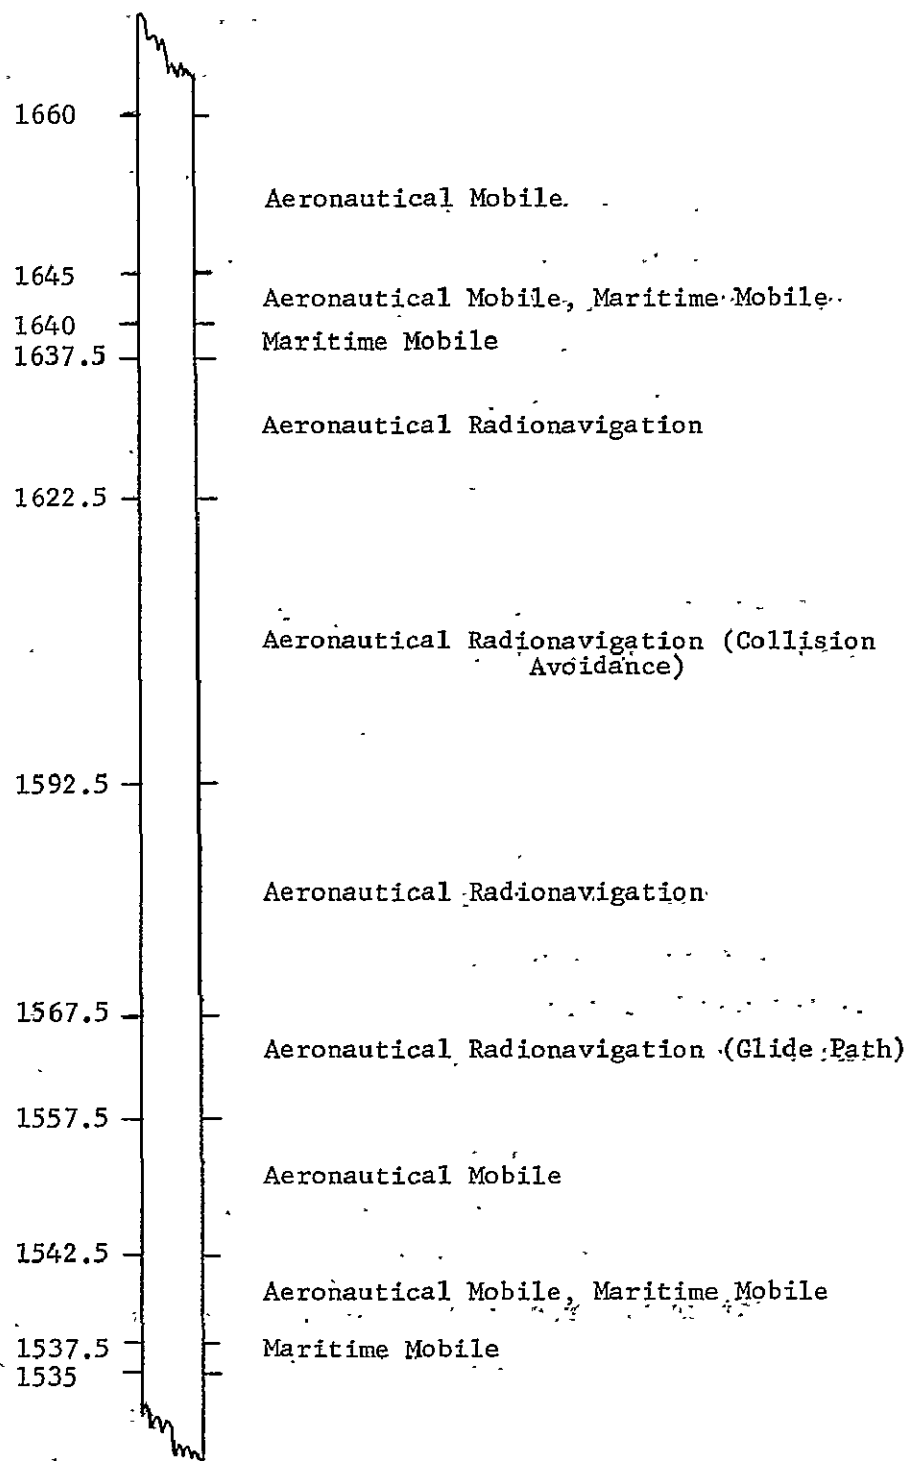 1660
Aeronautical Mobile
1645
Aeronautical Mobile, Maritime Mobile
1640
Maritime Mobile
1637.5
Aeronautical Radionavigation
1622.5
Aeronautical Radionavigation (Collision
Avoidance)
1592.5
Aeronautical Radionavigation
1567.5
Aeronautical Radionavigation (Glide Path)
1557.5
Aeronautical Mobile
1542.5
Aeronautical Mobile, Maritime Mobile
1537.5
Maritime Mobile
1535